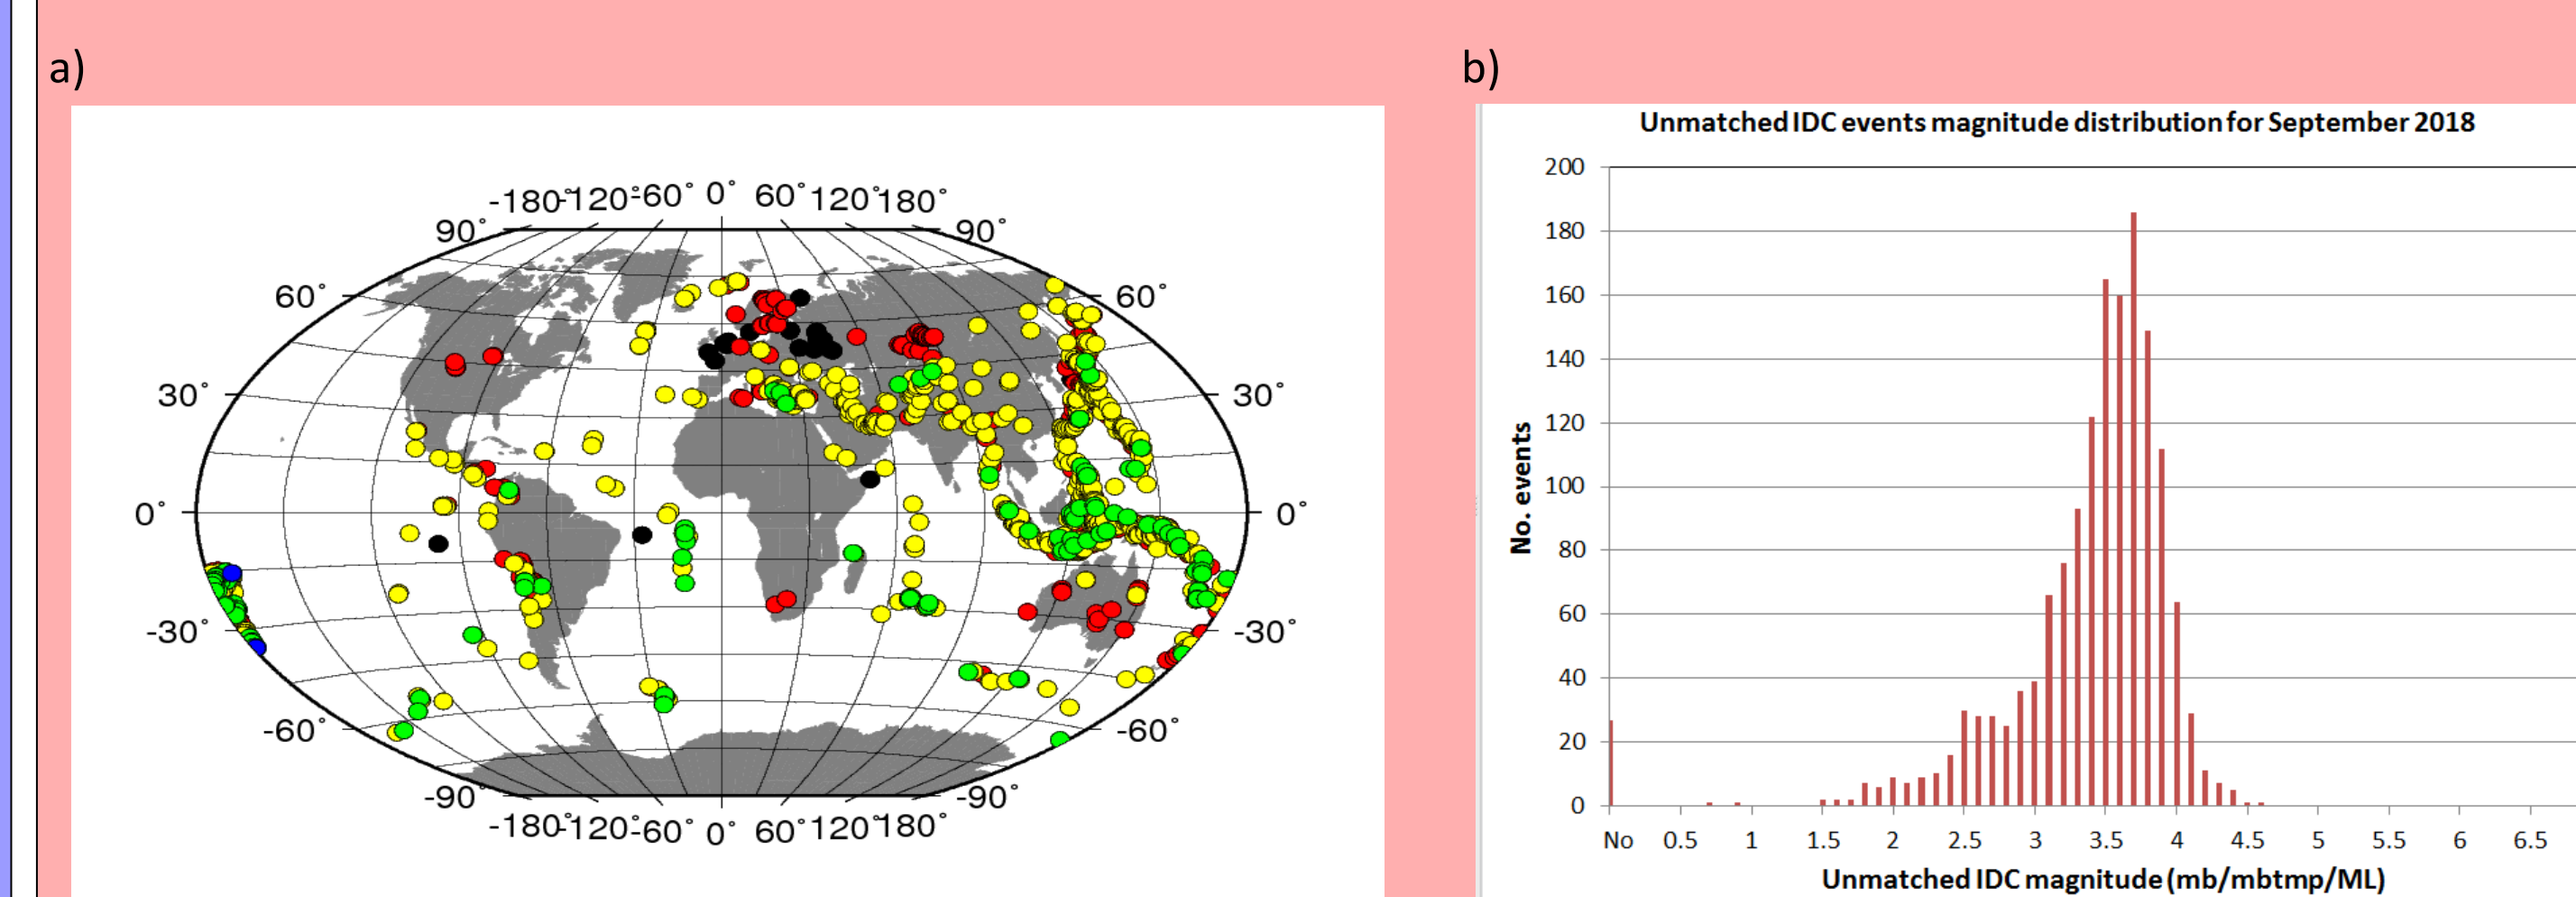 a)
-180° -120° -60° 0° 60° 120° 180°
90° 90°
60° 60°
30° 30°
0° 0°
-30° -30°
-60° -60°
-90° -90°
-180° -120° -60° 0° 60° 120° 180°
b)
Unmatched IDC events magnitude distribution for September 2018
200
180
160
140
120
100
80
60
40
20
0
No. events
No 0.5 1 1.5 2 2.5 3 3.5 4 4.5 5 5.5 6 6.5
Unmatched IDC magnitude (mb/mbtmp/ML)